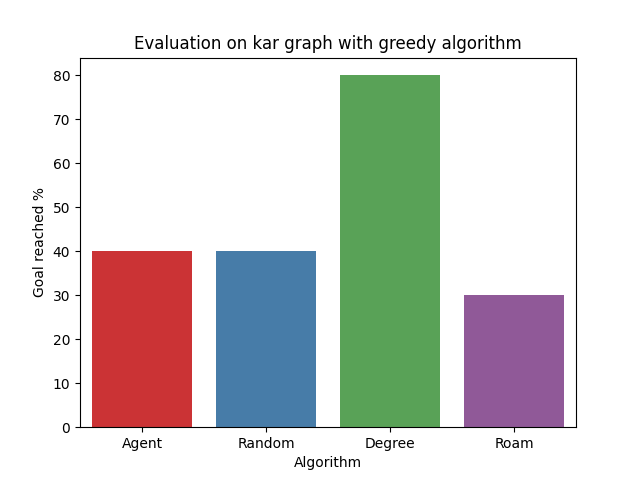 Evaluation on kar graph with greedy algorithm
80
70
60
50
40
30
20
10
0
Goal reached %
Agent Random Degree Roam
Algorithm